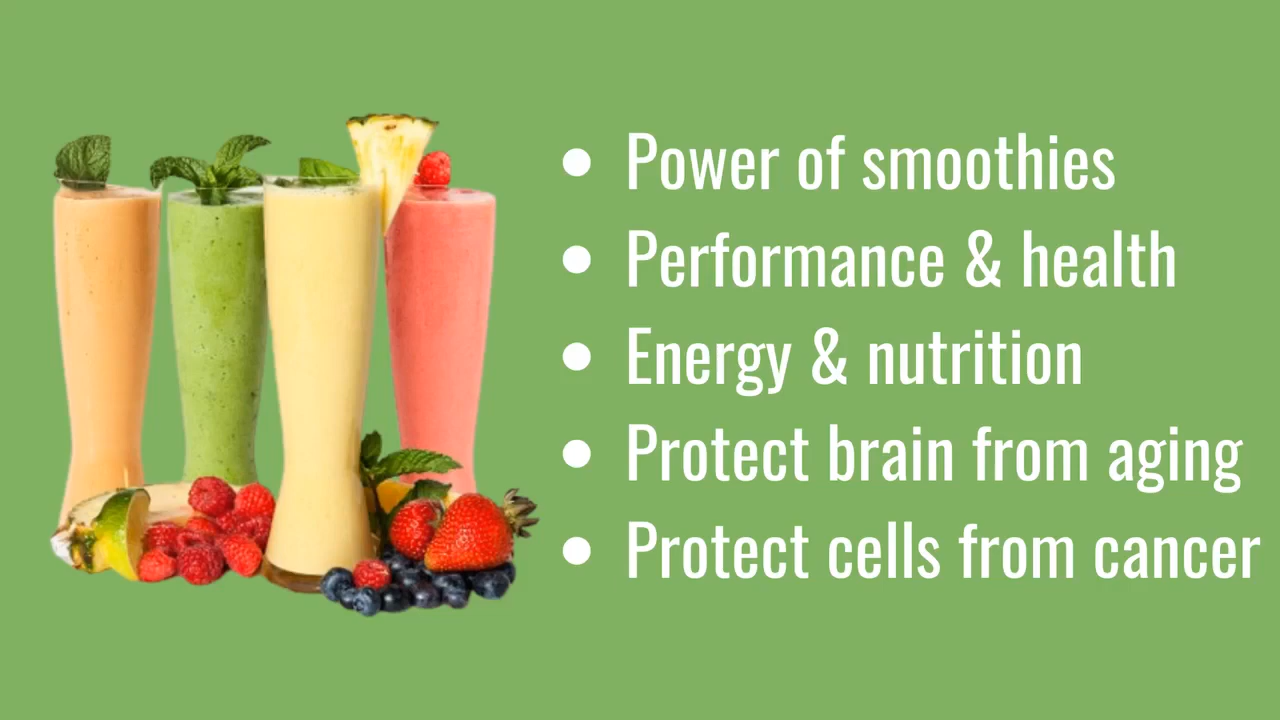 • Power of smoothies
• Performance & health
• Energy & nutrition
• Protect brain from aging
• Protect cells from cancer